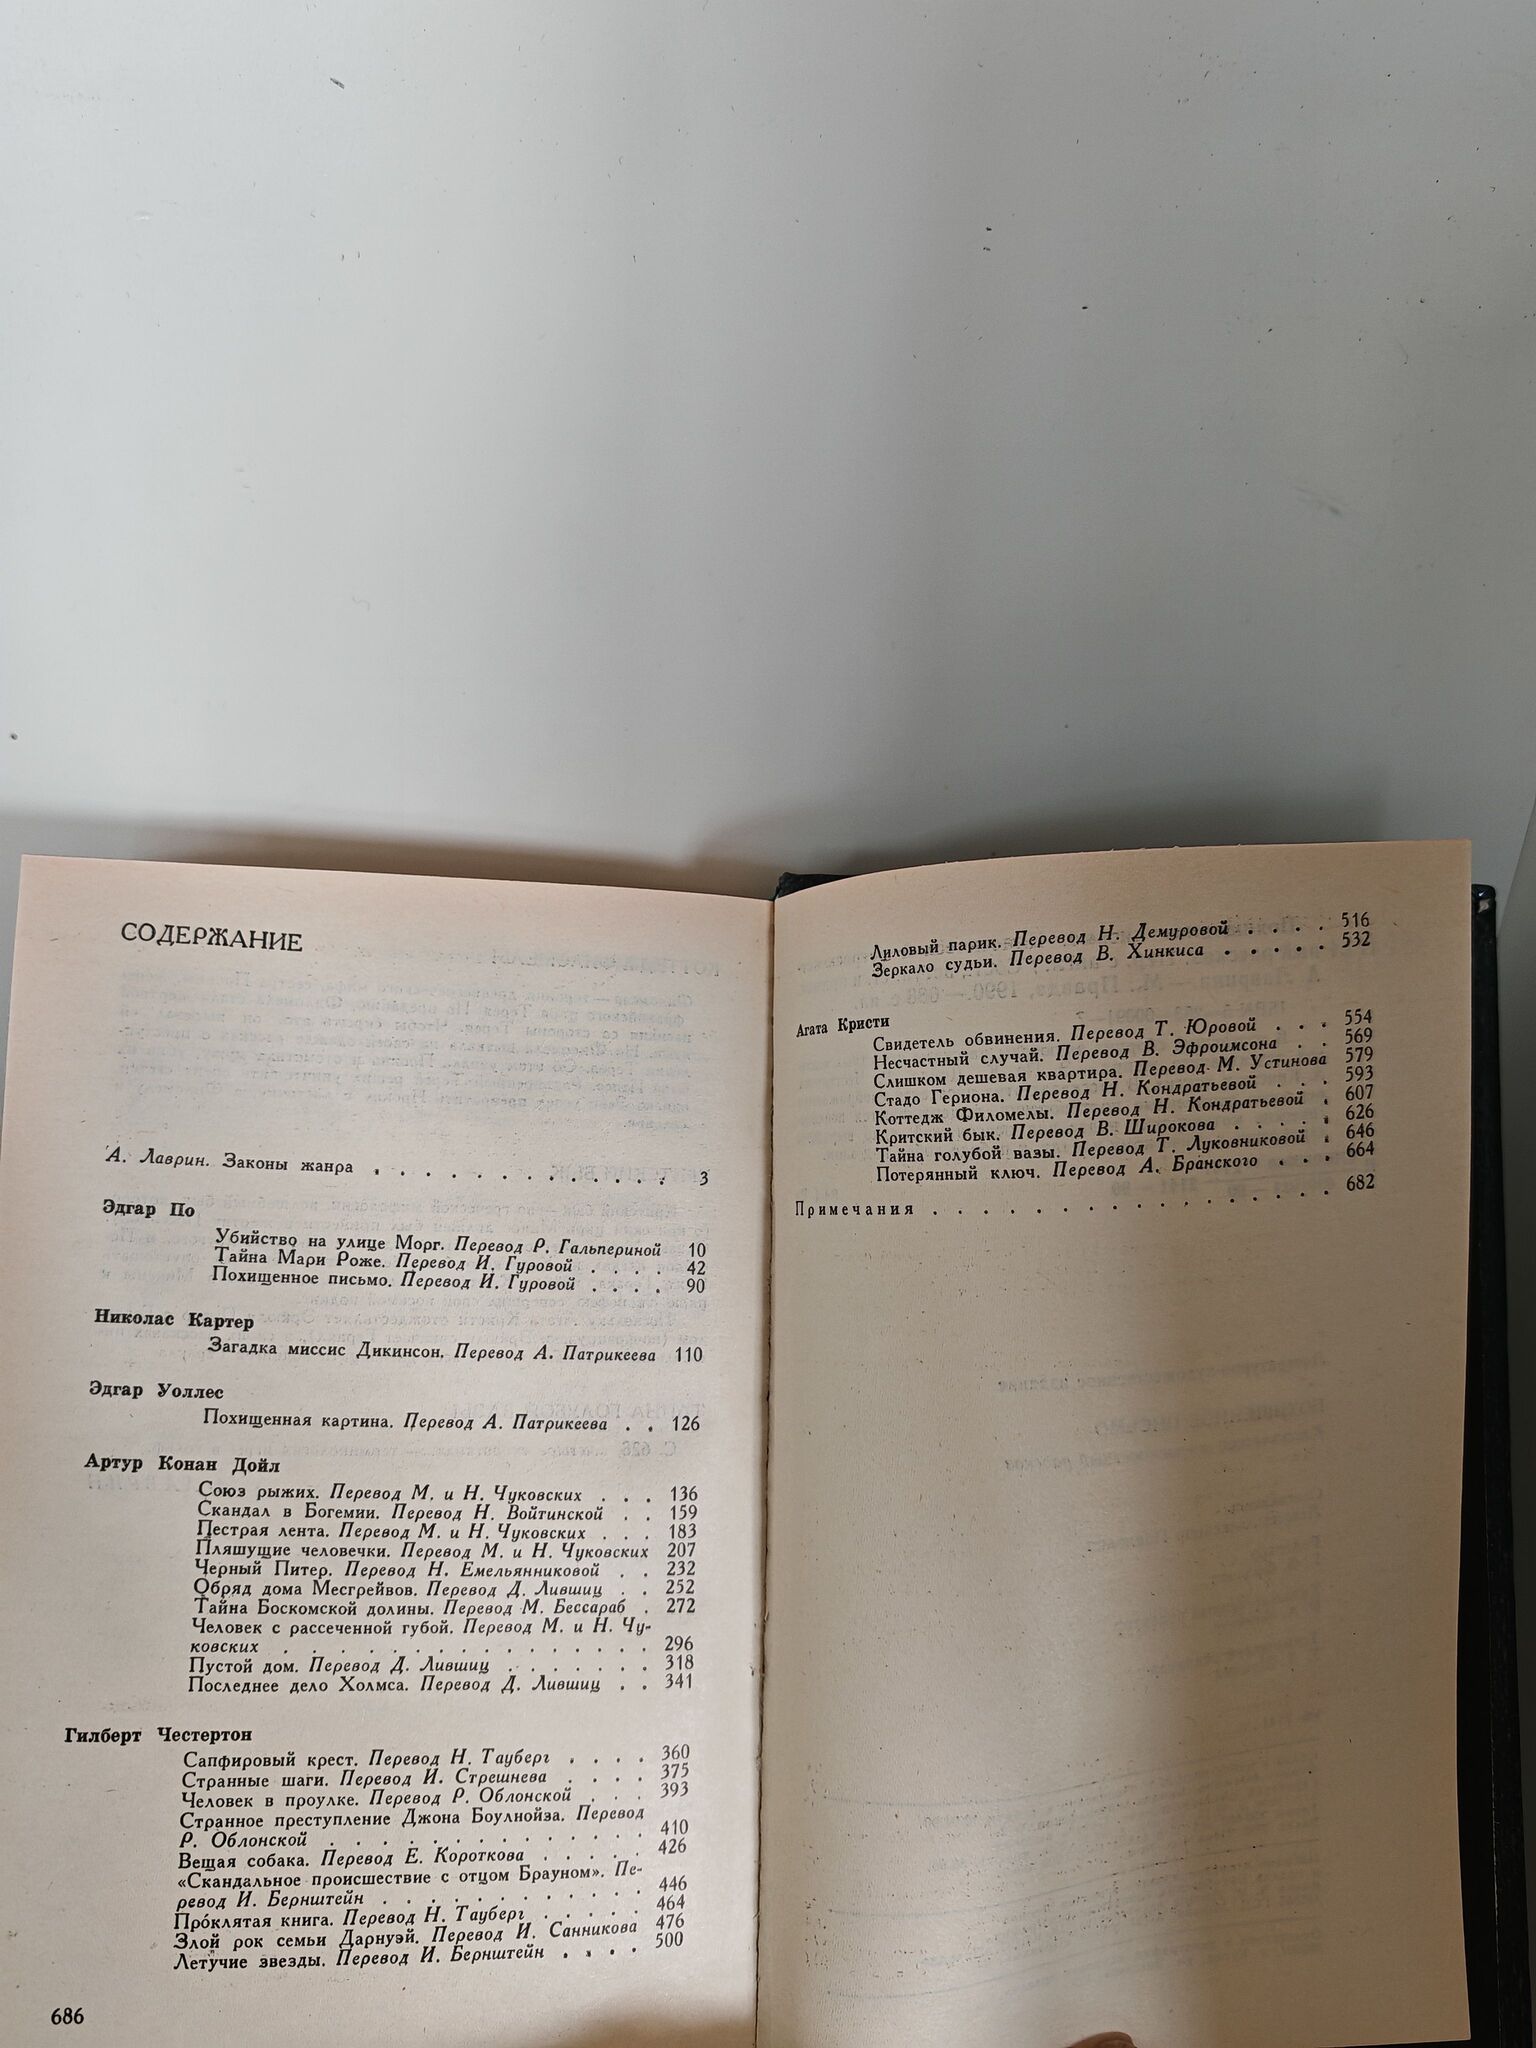 СОДЕРЖАНИЕ
А. Лаврин. Законы жанра . . . . . . . . . . . . 3
Эдгар По
Убийство на улице Морг. Перевод Р. Гальпериной 10
Тайна Мари Роже. Перевод И. Гуровой . . . . 42
Похищенное письмо. Перевод И. Гуровой . . . . 90
Николас Картер
Загадка миссис Дикинсон. Перевод А. Патрикеева 110
Эдгар Уоллес
Похищенная картина. Перевод А. Патрикеева . . 126
Артур Конан Дойл
Союз рыжих. Перевод М. и Н. Чуковских . . . 136
Скандал в Богемии. Перевод Н. Войтинской . . 159
Пестрая лента. Перевод М. и Н. Чуковских . . . 183
Пляшущие человечки. Перевод М. и Н. Чуковских 207
Черный Питер. Перевод Н. Емельянниковой . . 232
Обряд дома Месгрейвов. Перевод Д. Лившиц . . 252
Тайна Боскомской долины. Перевод М. Бессараб . 272
Человек с рассеченной губой. Перевод М. и Н. Чу-
ковских . . . . . . . . . . . . . . . 296
Пустой дом. Перевод Д. Лившиц . . . . . . . 318
Последнее дело Холмса. Перевод Д. Лившиц . . 341
Гилберт Честертон
Сапфировый крест. Перевод Н. Тауберг . . . . 360
Странные шаги. Перевод И. Стрешнева . . . . 375
Человек в проулке. Перевод Р. Облонской . . . 393
Странное преступление Джона Боулнойза. Перевод
Р. Облонской . . . . . . . . . . . . . 410
Вещая собака. Перевод Е. Короткова . . . . . 426
«Скандальное происшествие с отцом Брауном». Пе-
ревод И. Бернштейн . . . . . . . . . . . 446
Про́клятая книга. Перевод Н. Тауберг . . . . . 464
Злой рок семьи Дарнуэй. Перевод И. Санникова 476
Летучие звезды. Перевод И. Бернштейн . . . . 500
686
Лиловый парик. Перевод Н. Демуровой . . . . 516
Зеркало судьи. Перевод В. Хинкиса . . . . . 532
Агата Кристи
Свидетель обвинения. Перевод Т. Юровой . . . 554
Несчастный случай. Перевод В. Эфроимсона . . 569
Слишком дешевая квартира. Перевод М. Устинова 579
Стадо Гериона. Перевод Н. Кондратьевой . . . 593
Коттедж Филомелы. Перевод Н. Кондратьевой . 607
Критский бык. Перевод В. Широкова . . . . . 626
Тайна голубой вазы. Перевод Т. Луковниковой . 646
Потерянный ключ. Перевод А. Бранского . . . 664
Примечания . . . . . . . . . . . . . . . . 682